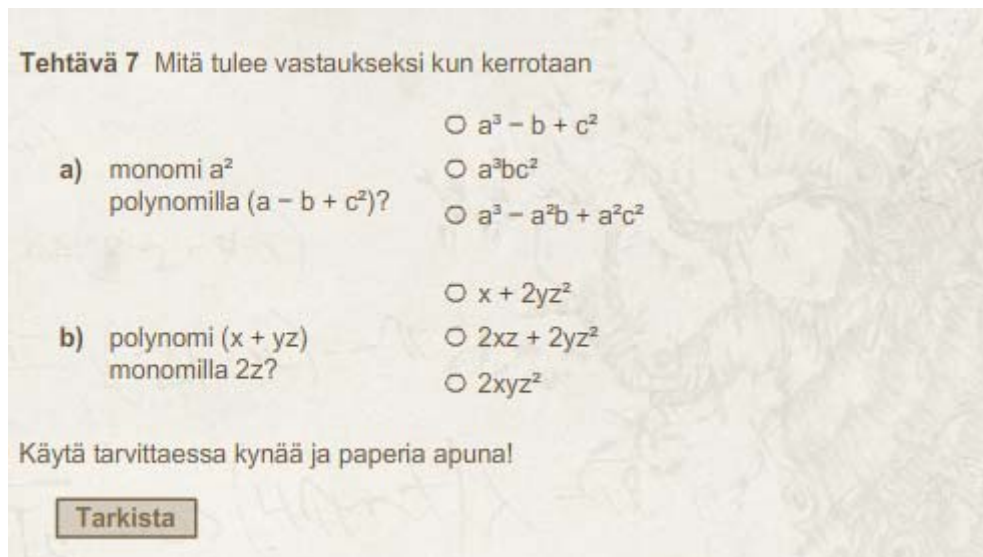 Tehtävä 7 Mitä tulee vastaukseksi kun kerrotaan
a) monomi a²
polynomilla (a − b + c²)?
a³ − b + c²
a³bc²
a³ − a²b + a²c²
b) polynomi (x + yz)
monomilla 2z?
x + 2yz²
2xz + 2yz²
2xyz²
Käytä tarvittaessa kynää ja paperia apuna!
Tarkista